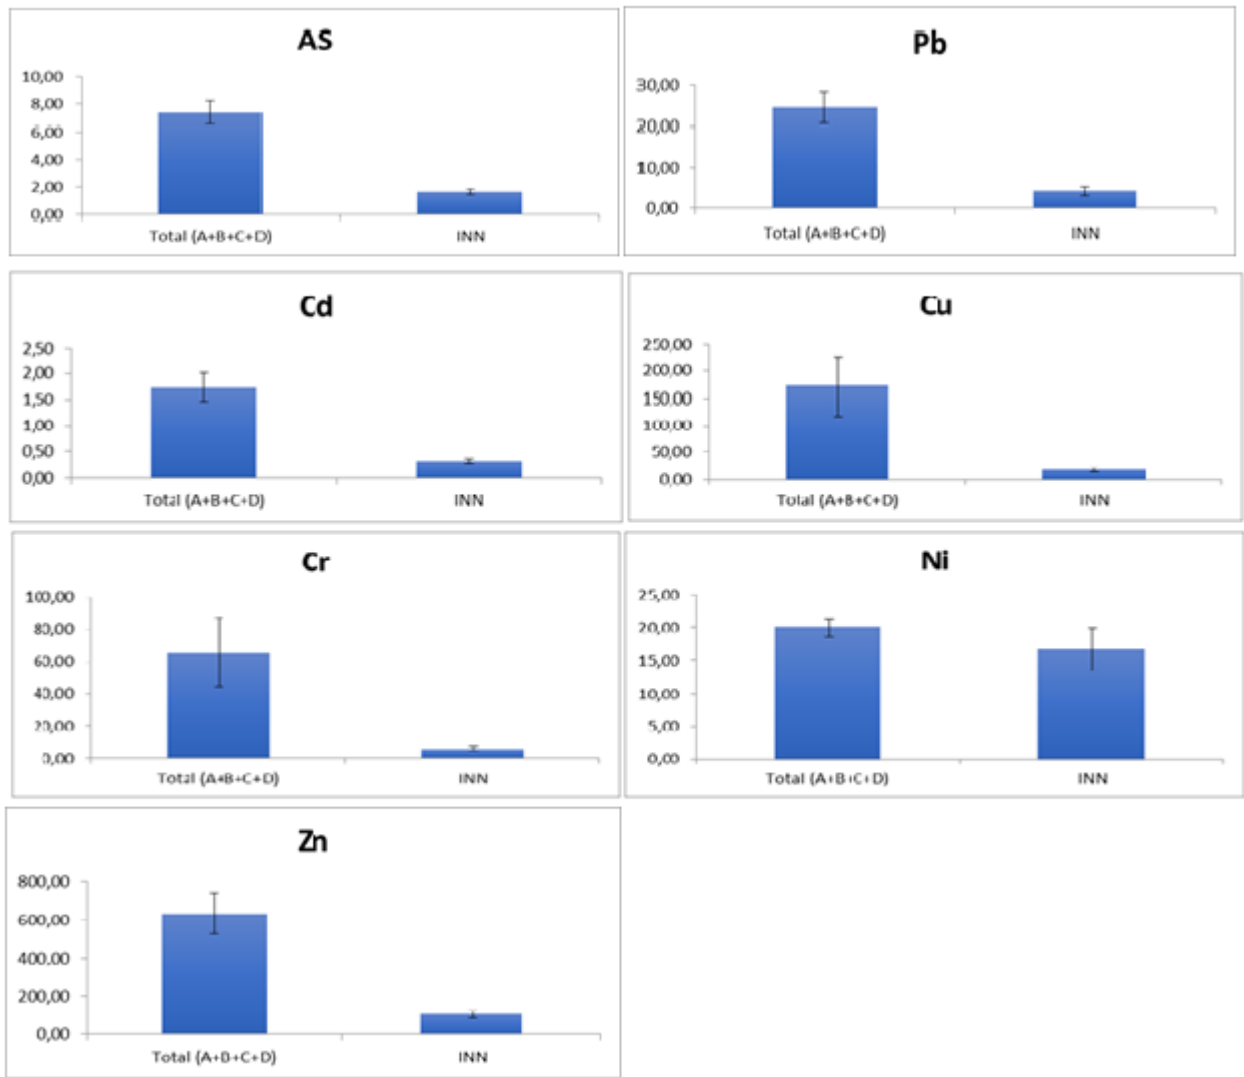 AS
10,00
8,00
6,00
4,00
2,00
0,00
Total (A+B+C+D)
INN
Pb
30,00
20,00
10,00
0,00
Total (A+B+C+D)
INN
Cd
2,50
2,00
1,50
1,00
0,50
0,00
Total (A+B+C+D)
INN
Cu
250,00
200,00
150,00
100,00
50,00
0,00
Total (A+B+C+D)
INN
Cr
100,00
80,00
60,00
40,00
20,00
0,00
Total (A+B+C+D)
INN
Ni
25,00
20,00
15,00
10,00
5,00
0,00
Total (A+B+C+D)
INN
Zn
800,00
600,00
400,00
200,00
0,00
Total (A+B+C+D)
INN